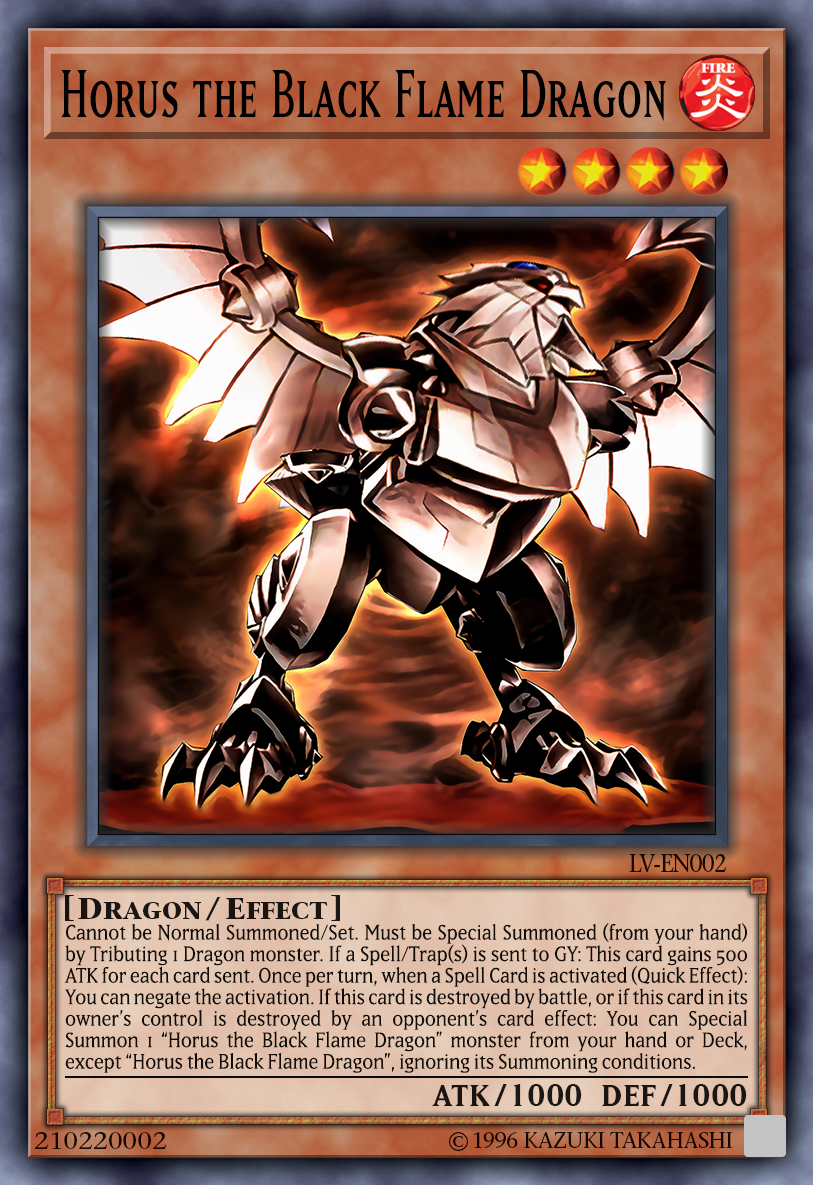 Horus the Black Flame Dragon
FIRE
炎
LV-EN002
[Dragon/Effect]
Cannot be Normal Summoned/Set. Must be Special Summoned (from your hand)
by Tributing 1 Dragon monster. If a Spell/Trap(s) is sent to GY: This card gains 500
ATK for each card sent. Once per turn, when a Spell Card is activated (Quick Effect):
You can negate the activation. If this card is destroyed by battle, or if this card in its
owner's control is destroyed by an opponent's card effect: You can Special
Summon 1 “Horus the Black Flame Dragon” monster from your hand or Deck,
except “Horus the Black Flame Dragon”, ignoring its Summoning conditions.
ATK/1000 DEF/1000
210220002
© 1996 KAZUKI TAKAHASHI